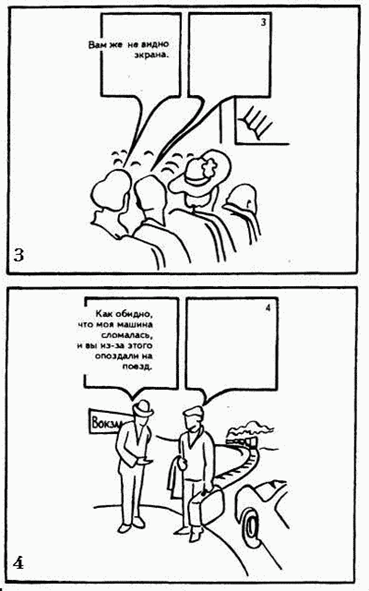 3
Вам же не видно
экрана.
3
4
Как обидно,
что моя машина
сломалась,
и вы из-за этого
опоздали на
поезд.
Вокза
4